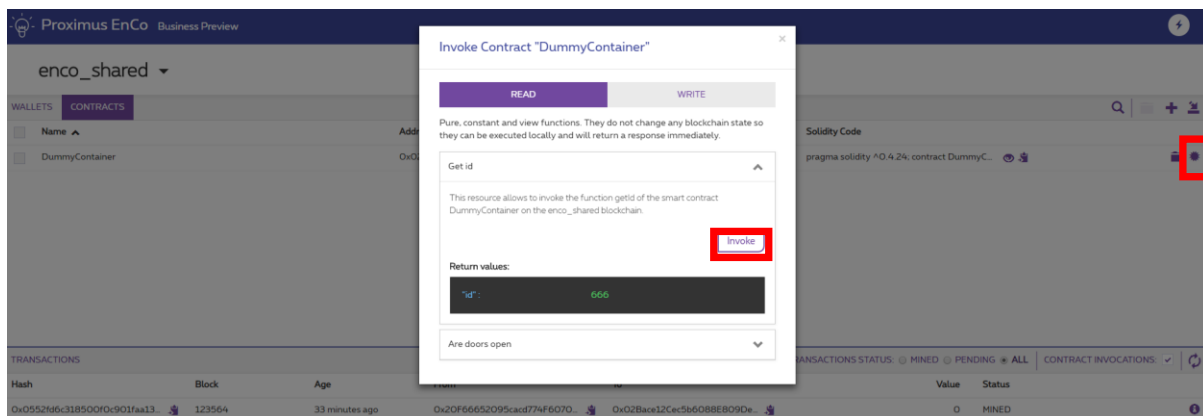 Proximus EnCo Business Preview
enco_shared
WALLETS CONTRACTS
Name
Solidity Code
DummyContainer
pragma solidity ^0.4.24; contract DummyC...
Invoke Contract "DummyContainer"
×
READ WRITE
Pure, constant and view functions. They do not change any blockchain state so
they can be executed locally and will return a response immediately.
Get id
This resource allows to invoke the function getId of the smart contract
DummyContainer on the enco_shared blockchain.
Invoke
Return values:
"id" : 666
Are doors open
TRANSACTIONS
STATUS: MINED PENDING ALL CONTRACT INVOCATIONS:
Hash Block Age Value Status
0x0552fd6c318500f0c901faa13... 123564 33 minutes ago 0x20F66652095cacd774F6070... 0x02Bace12Cec5b6088E809De... 0 MINED